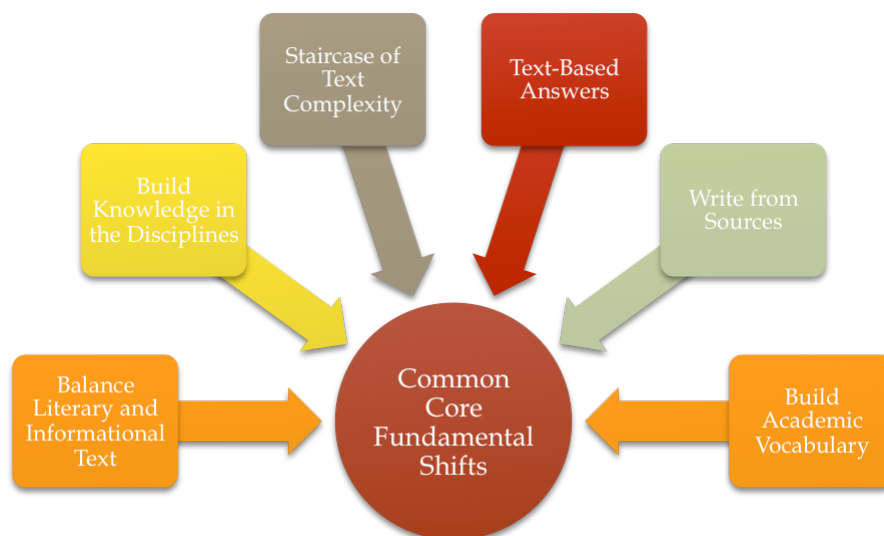 Staircase of
Text
Complexity
Text-Based
Answers
Build
Knowledge in
the Disciplines
Write from
Sources
Balance
Literary and
Informational
Text
Common
Core
Fundamental
Shifts
Build
Academic
Vocabulary